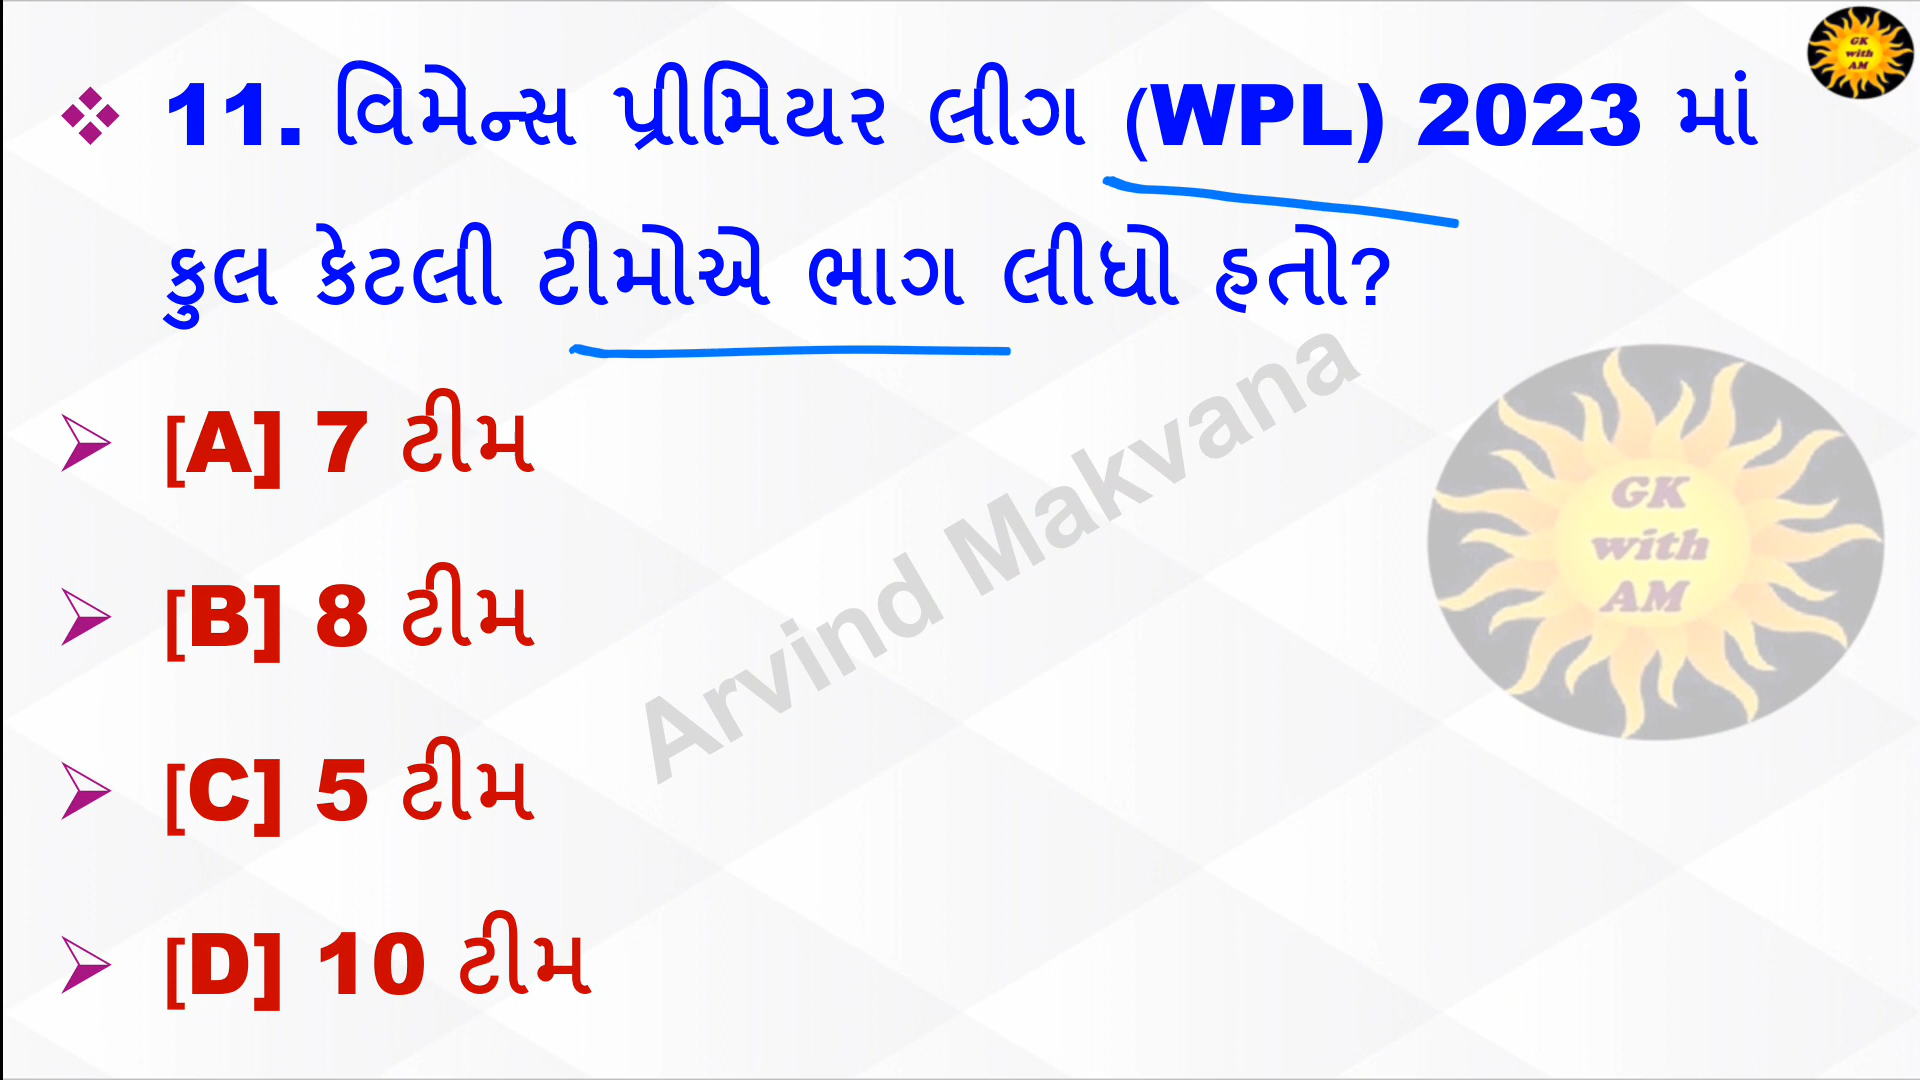 GK
with
AM
❖ 11. વિમેન્સ પ્રીમિયર લીગ (WPL) 2023 માં
કુલ કેટલી ટીમોએ ભાગ લીધો હતો?
➢ [A] 7 ટીમ
➢ [B] 8 ટીમ
➢ [C] 5 ટીમ
➢ [D] 10 ટીમ
Arvind Makvana
GK
with
AM